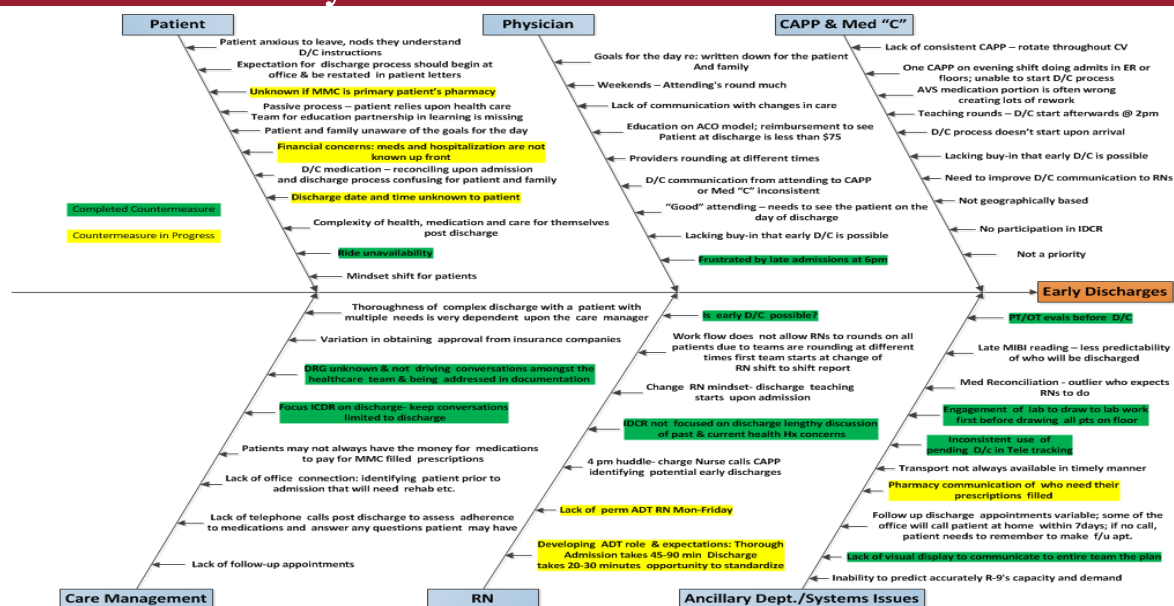 Patient
Physician
CAPP & Med “C”
Patient anxious to leave, nods they understand
D/C instructions
Expectation for discharge process should begin at
office & be restated in patient letters
Unknown if MMC is primary patient's pharmacy
Passive process – patient relies upon health care
Team for education partnership in learning is missing
Patient and family unaware of the goals for the day
Financial concerns: meds and hospitalization are not
known up front
D/C medication – reconciling upon admission
and discharge process confusing for patient and family
Discharge date and time unknown to patient
Complexity of health, medication and care for themselves
post discharge
Ride unavailability
Mindset shift for patients
Completed Countermeasure
Countermeasure in Progress
Goals for the day re: written down for the patient
And family
Weekends – Attending's round much
Lack of communication with changes in care
Education on ACO model; reimbursement to see
Patient at discharge is less than $75
Providers rounding at different times
D/C communication from attending to CAPP
or Med “C” inconsistent
“Good” attending – needs to see the patient on the
day of discharge
Lacking buy-in that early D/C is possible
Frustrated by late admissions at 6pm
Lack of consistent CAPP – rotate throughout CV
One CAPP on evening shift doing admits in ER or
floors; unable to start D/C process
AVS medication portion is often wrong
creating lots of rework
Teaching rounds – D/C start afterwards @ 2pm
D/C process doesn't start upon arrival
Lacking buy-in that early D/C is possible
Need to improve D/C communication to RNs
Not geographically based
No participation in IDCR
Not a priority
Early Discharges
Thoroughness of complex discharge with a patient with
multiple needs is very dependent upon the care manager
Variation in obtaining approval from insurance companies
DRG unknown & not driving conversations amongst the
healthcare team & being addressed in documentation
Focus ICDR on discharge- keep conversations
limited to discharge
Patients may not always have the money for medications
to pay for MMC filled prescriptions
Lack of office connection: identifying patient prior to
admission that will need rehab etc.
Lack of telephone calls post discharge to assess adherence
to medications and answer any questions patient may have
Lack of follow-up appointments
Is early D/C possible?
Work flow does not allow RNs to rounds on all
patients due to teams are rounding at different
times first team starts at change of
RN shift to shift report
Change RN mindset- discharge teaching
starts upon admission
IDCR not focused on discharge lengthy discussion
of past & current health Hx concerns
4 pm huddle- charge Nurse calls CAPP
identifying potential early discharges
Lack of perm ADT RN Mon-Friday
Developing ADT role & expectations: Thorough
Admission takes 45-90 min Discharge
takes 20-30 minutes opportunity to standardize
PT/OT evals before D/C
Late MIBI reading – less predictability
of who will be discharged
Med Reconciliation - outlier who expects
RNs to do
Engagement of lab to draw to lab work
first before drawing all pts on floor
Inconsistent use of
pending D/c in Tele tracking
Transport not always available in timely manner
Pharmacy communication of who need their
prescriptions filled
Follow up discharge appointments variable; some of the
office will call patient at home within 7days; if no call,
patient needs to remember to make f/u apt.
Lack of visual display to communicate to entire team the plan
Inability to predict accurately R-9's capacity and demand
Care Management
RN
Ancillary Dept./Systems Issues